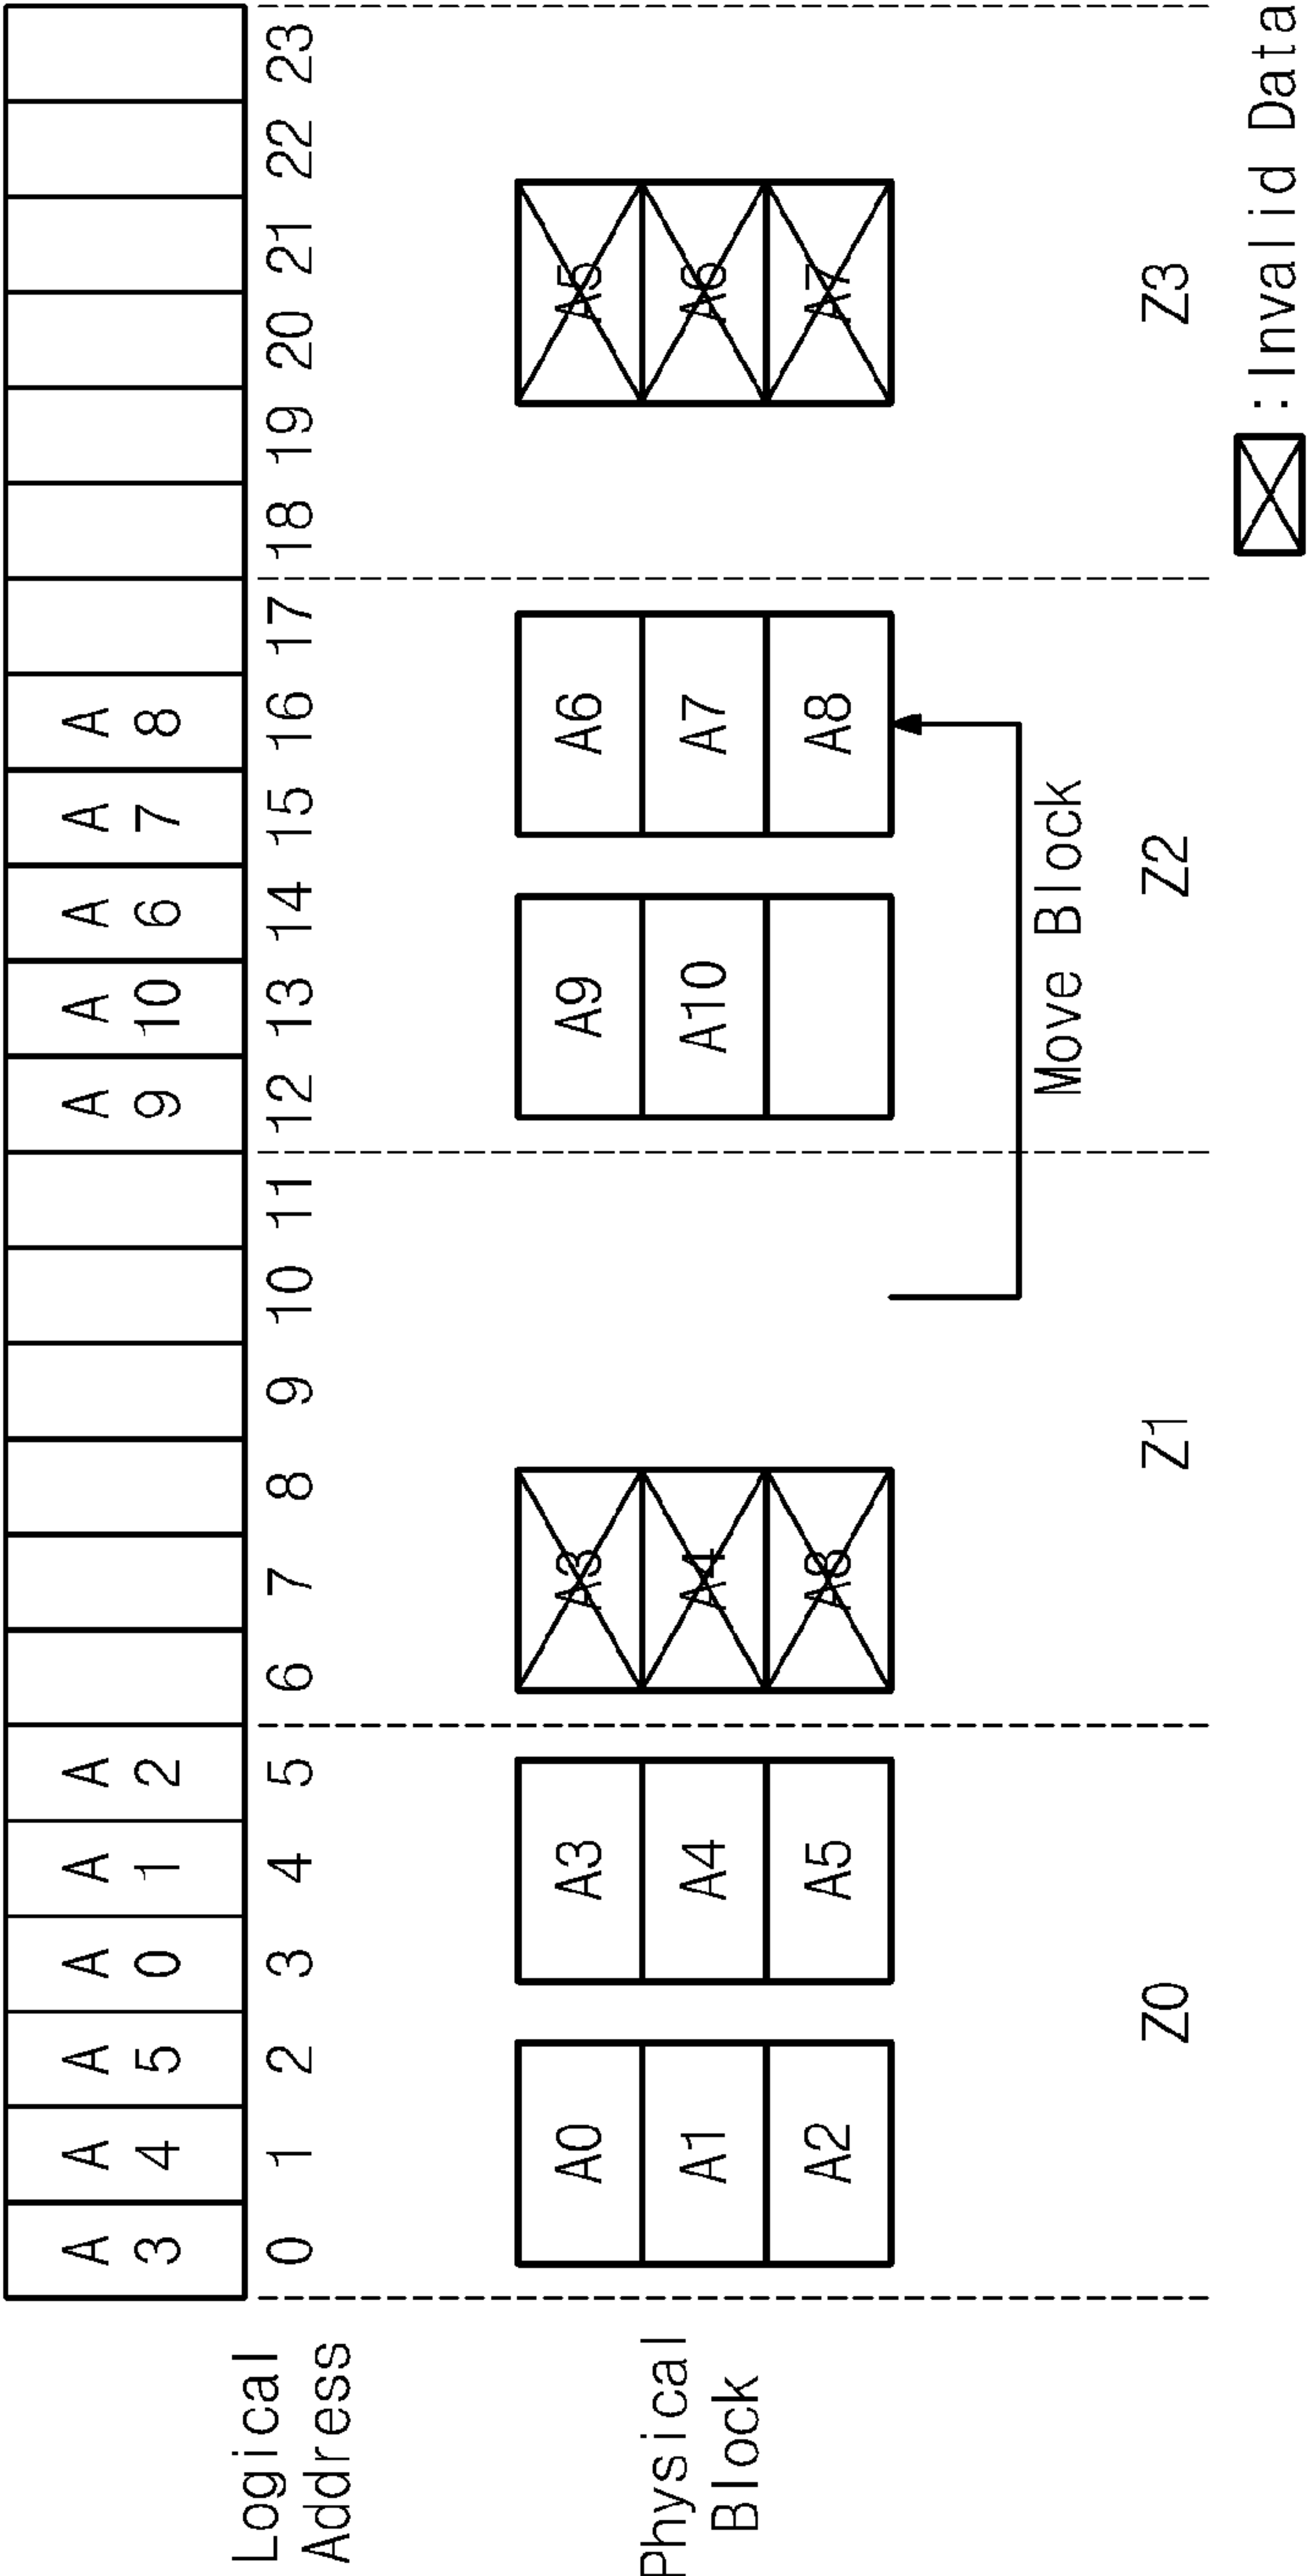 A A A A A A A A A A A
3 4 5 0 1 2 9 10 6 7 8
Logical
Address
0 1 2 3 4 5 6 7 8 9 10 11 12 13 14 15 16 17 18 19 20 21 22 23
Physical
Block
A0 A3 A3 A9 A6 A5
A1 A4 A4 A10 A7 A6
A2 A5 A8 A8 A7
Move Block
Z0 Z1 Z2 Z3
:Invalid Data